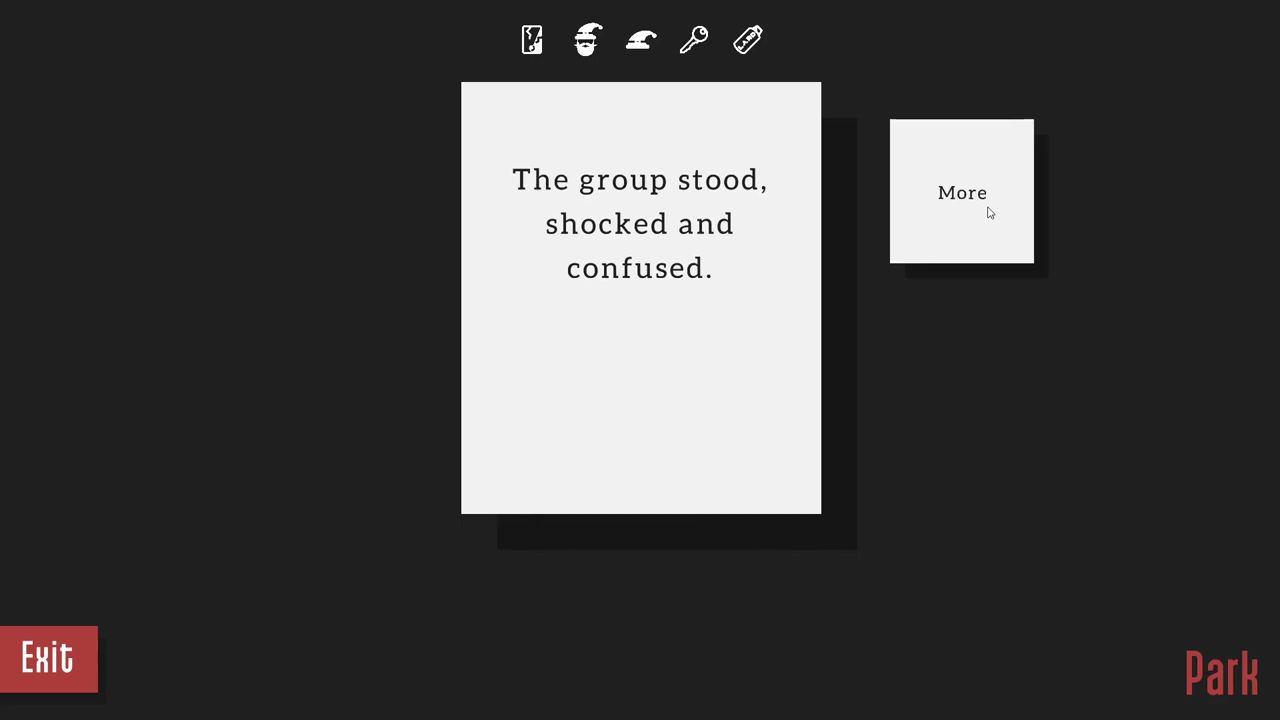 The group stood,
shocked and
confused.
More
Exit
Park